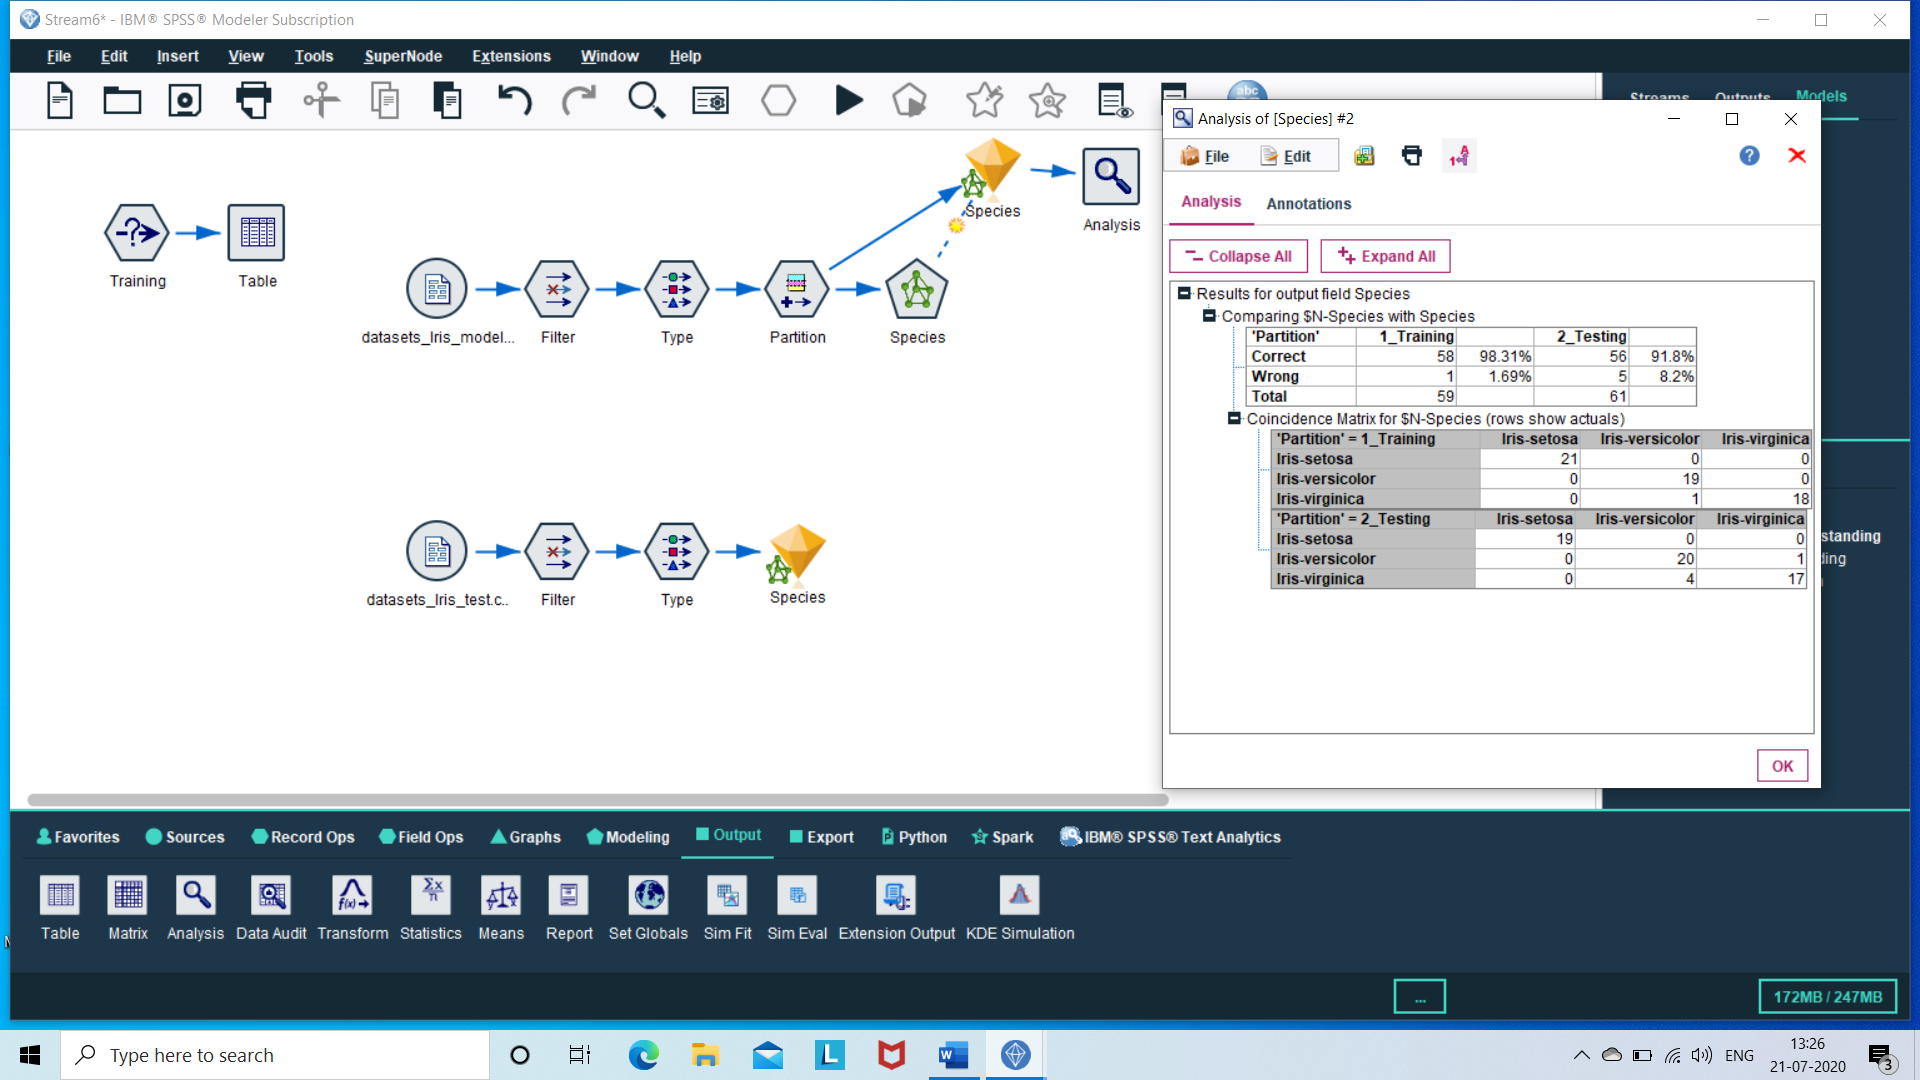 Stream6* - IBM® SPSS® Modeler Subscription
File Edit Insert View Tools SuperNode Extensions Window Help
abc
Streams Outputs Models
Training
Table
datasets_Iris_model...
Filter
Type
Partition
Species
Species
Analysis
datasets_Iris_test.c..
Filter
Type
Species
Analysis of [Species] #2
File Edit
Analysis Annotations
Collapse All Expand All
Results for output field Species
Comparing $N-Species with Species
'Partition' 1_Training 2_Testing
Correct 58 98.31% 56 91.8%
Wrong 1 1.69% 5 8.2%
Total 59 61
Coincidence Matrix for $N-Species (rows show actuals)
'Partition' = 1_Training Iris-setosa Iris-versicolor Iris-virginica
Iris-setosa 21 0 0
Iris-versicolor 0 19 0
Iris-virginica 0 1 18
'Partition' = 2_Testing Iris-setosa Iris-versicolor Iris-virginica
Iris-setosa 19 0 0
Iris-versicolor 0 20 1
Iris-virginica 0 4 17
OK
standing
ding
Favorites Sources Record Ops Field Ops Graphs Modeling Output Export Python Spark IBM® SPSS® Text Analytics
Table Matrix Analysis Data Audit Transform Statistics Means Report Set Globals Sim Fit Sim Eval Extension Output KDE Simulation
... 172MB / 247MB
Type here to search
ENG
13:26
21-07-2020
3